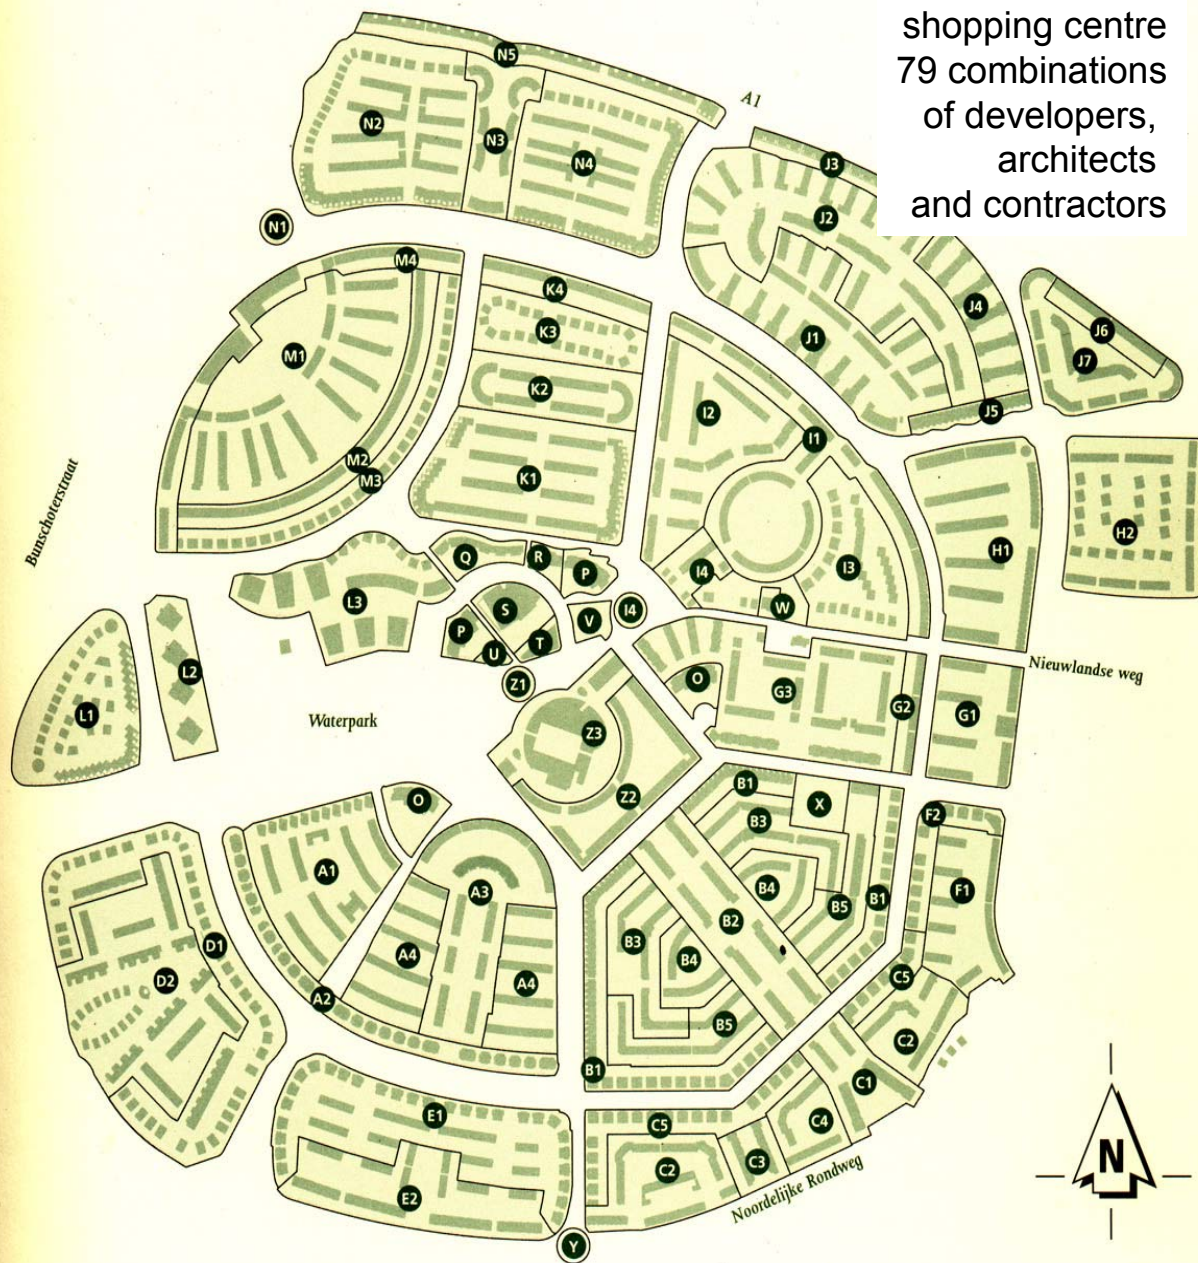 shopping centre
79 combinations
of developers,
architects
and contractors
N5
A1
N2
N3
N4
J3
J2
N1
M4
K4
K3
J4
J6
J7
M1
J1
K2
I2
J5
I1
M2
M3
K1
Bunschoterstraat
H2
H1
Q
R
P
I4
I3
L3
S
W
I4
V
P
T
U
Nieuwlandse weg
L2
Z1
O
G3
G2
G1
L1
Waterpark
Z3
B1
Z2
X
O
F2
B3
A1
A3
B4
F1
B5
B1
B2
D1
B3
A4
B4
D2
A4
C5
A2
B5
C2
B1
C1
E1
C5
C4
N
C3
C2
E2
Noordelijke Rondweg
Y